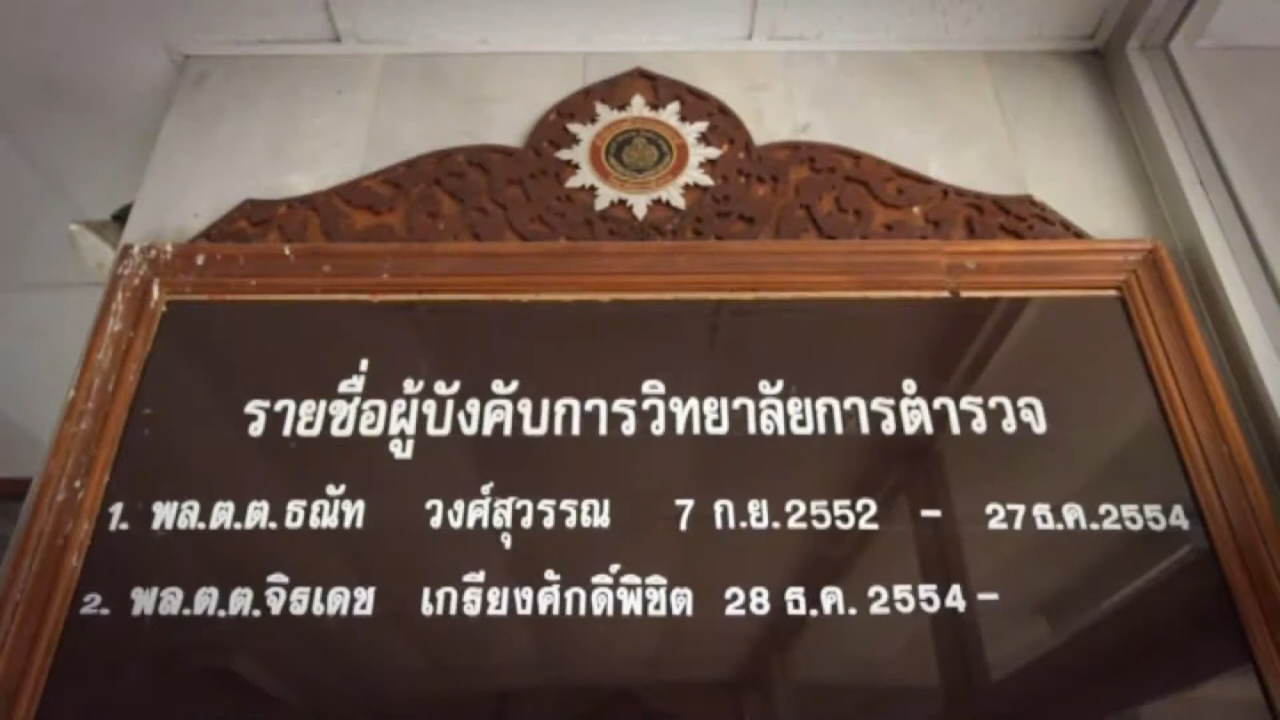 รายชื่อผู้บังคับการวิทยาลัยการตำรวจ
1. พล.ต.ต.ธณัท วงศ์สุวรรณ 7 ก.ย.2552 - 27 ธ.ค.2554
2. พล.ต.ต.จิรเดช เกรียงศักดิ์พิชิต 28 ธ.ค. 2554 -